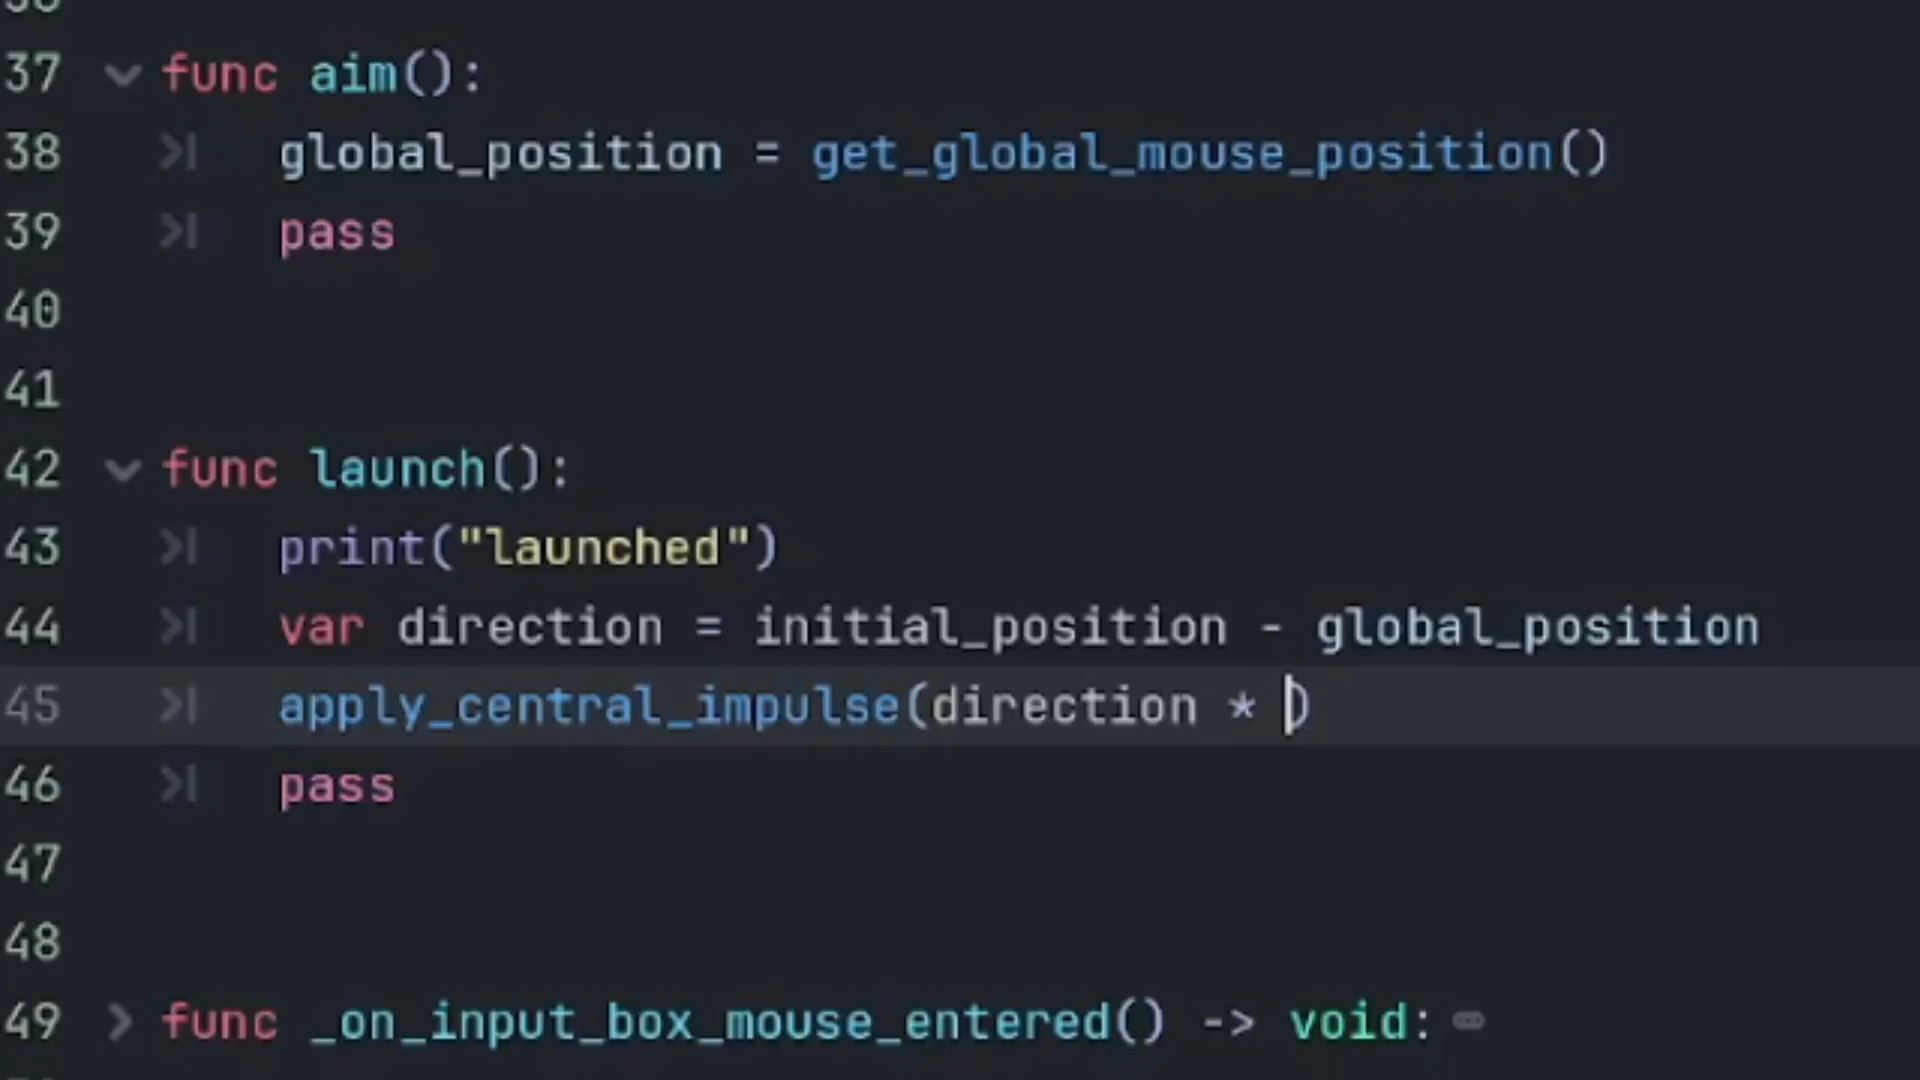 37 func aim():
38 global_position = get_global_mouse_position()
39 pass
40
41
42 func launch():
43 print("launched")
44 var direction = initial_position - global_position
45 apply_central_impulse(direction * )
46 pass
47
48
49 func _on_input_box_mouse_entered() -> void: